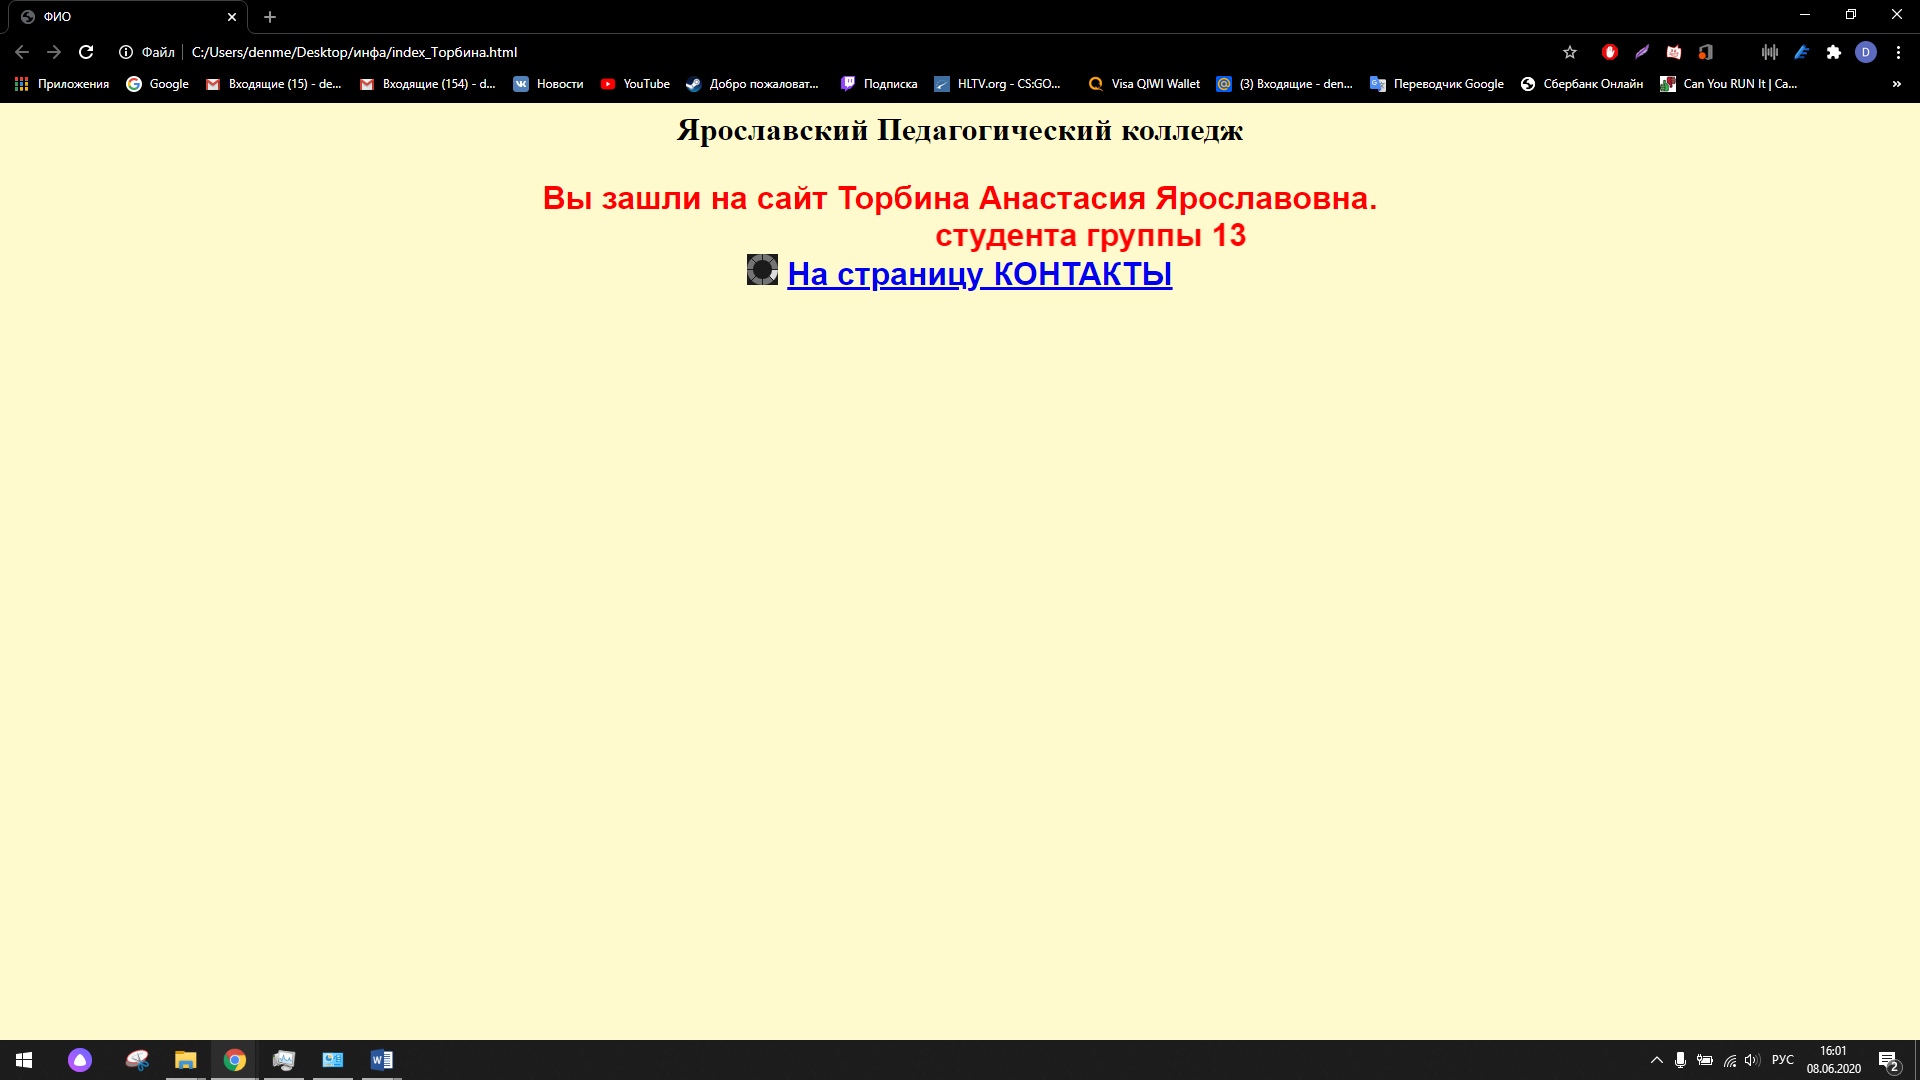 ФИО
Файл C:/Users/denme/Desktop/инфа/index_Торбина.html
D
Приложения Google Входящие (15) - de... Входящие (154) - d... Новости YouTube Добро пожаловат... Подписка HLTV.org - CS:GO... Visa QIWI Wallet (3) Входящие - den... Переводчик Google Сбербанк Онлайн Can You RUN It | Ca... »
Ярославский Педагогический колледж
Вы зашли на сайт Торбина Анастасия Ярославовна.
студента группы 13
На страницу КОНТАКТЫ
РУС
16:01
08.06.2020
2